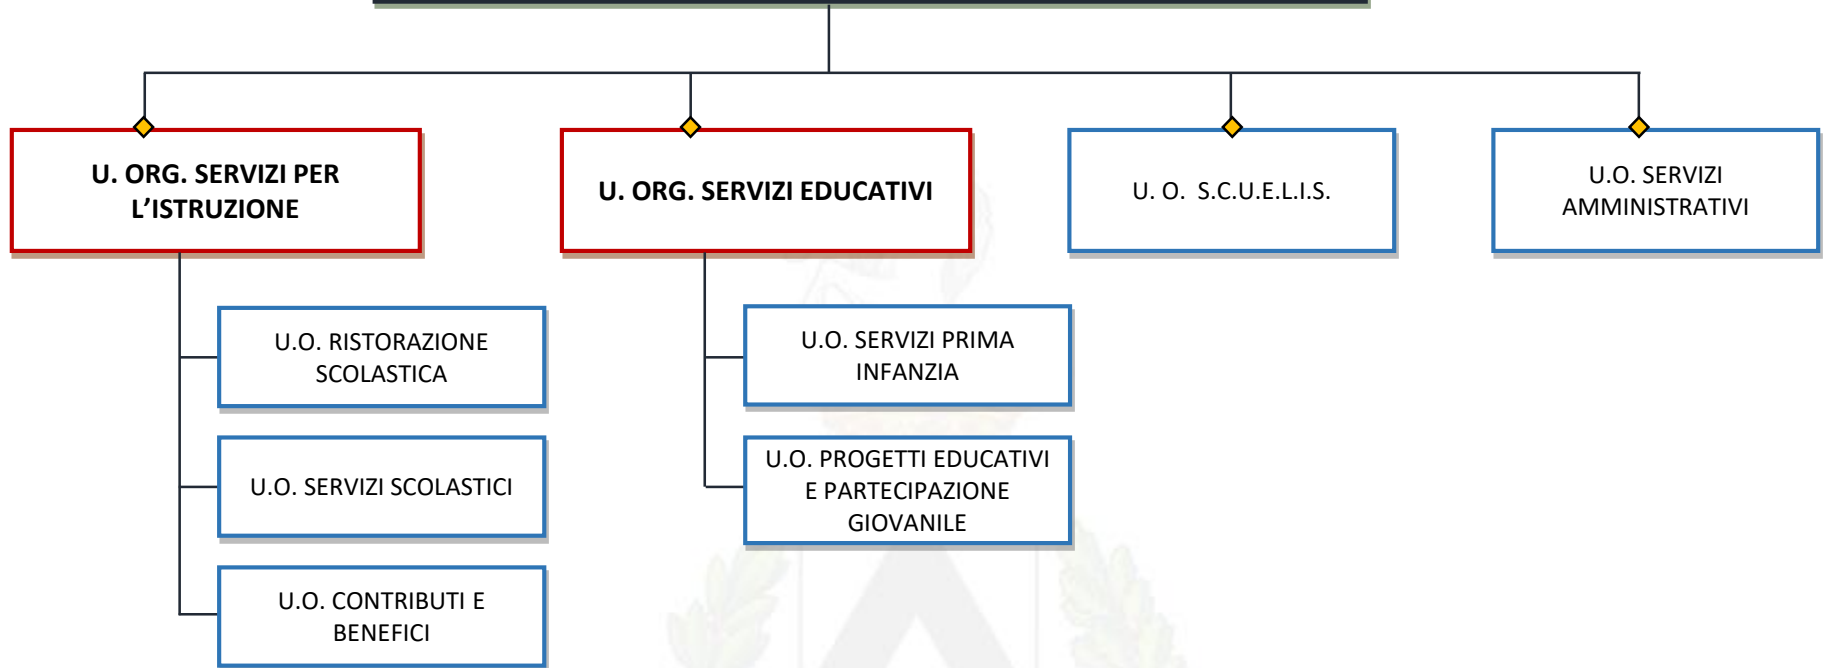 U. ORG. SERVIZI PER
L’ISTRUZIONE
U. ORG. SERVIZI EDUCATIVI
U. O. S.C.U.E.L.I.S.
U.O. SERVIZI
AMMINISTRATIVI
U.O. RISTORAZIONE
SCOLASTICA
U.O. SERVIZI SCOLASTICI
U.O. CONTRIBUTI E
BENEFICI
U.O. SERVIZI PRIMA
INFANZIA
U.O. PROGETTI EDUCATIVI
E PARTECIPAZIONE
GIOVANILE